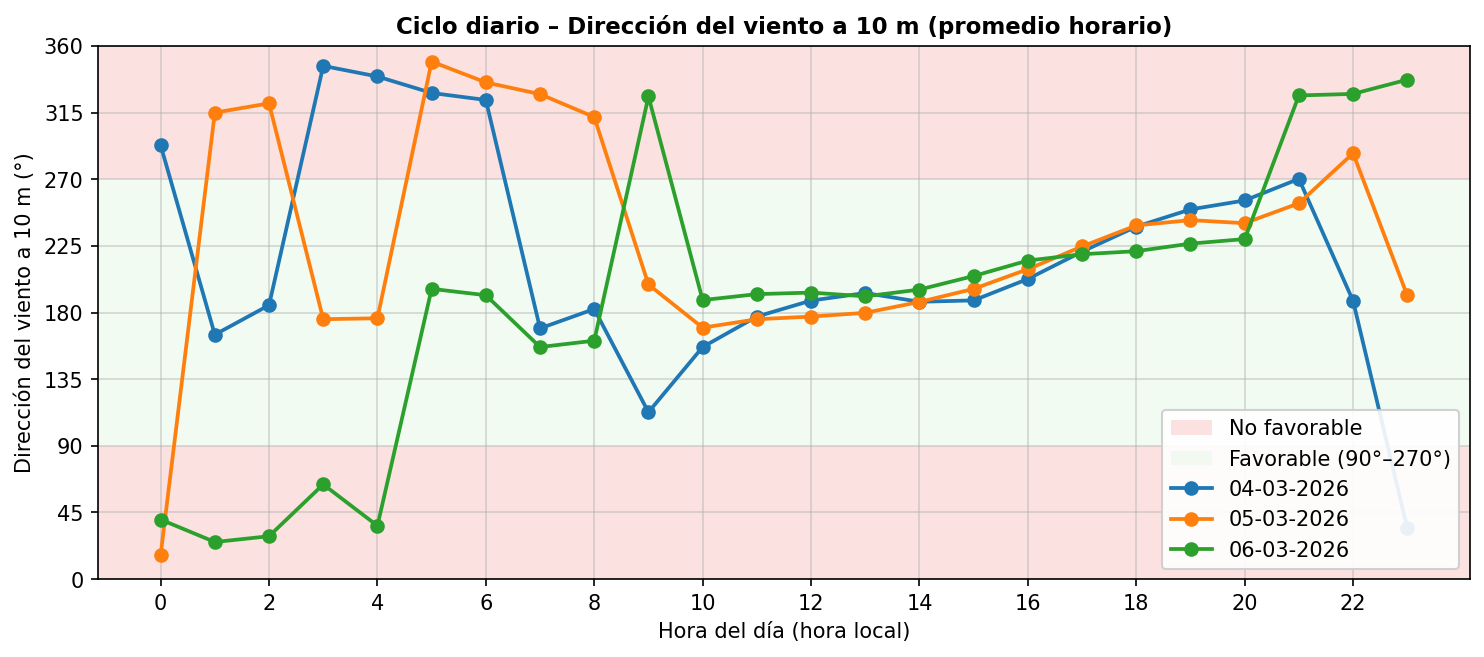 Ciclo diario – Dirección del viento a 10 m (promedio horario)
Dirección del viento a 10 m (°)
360
315
270
225
180
135
90
45
0
No favorable
Favorable (90°–270°)
04-03-2026
05-03-2026
06-03-2026
0 2 4 6 8 10 12 14 16 18 20 22
Hora del día (hora local)